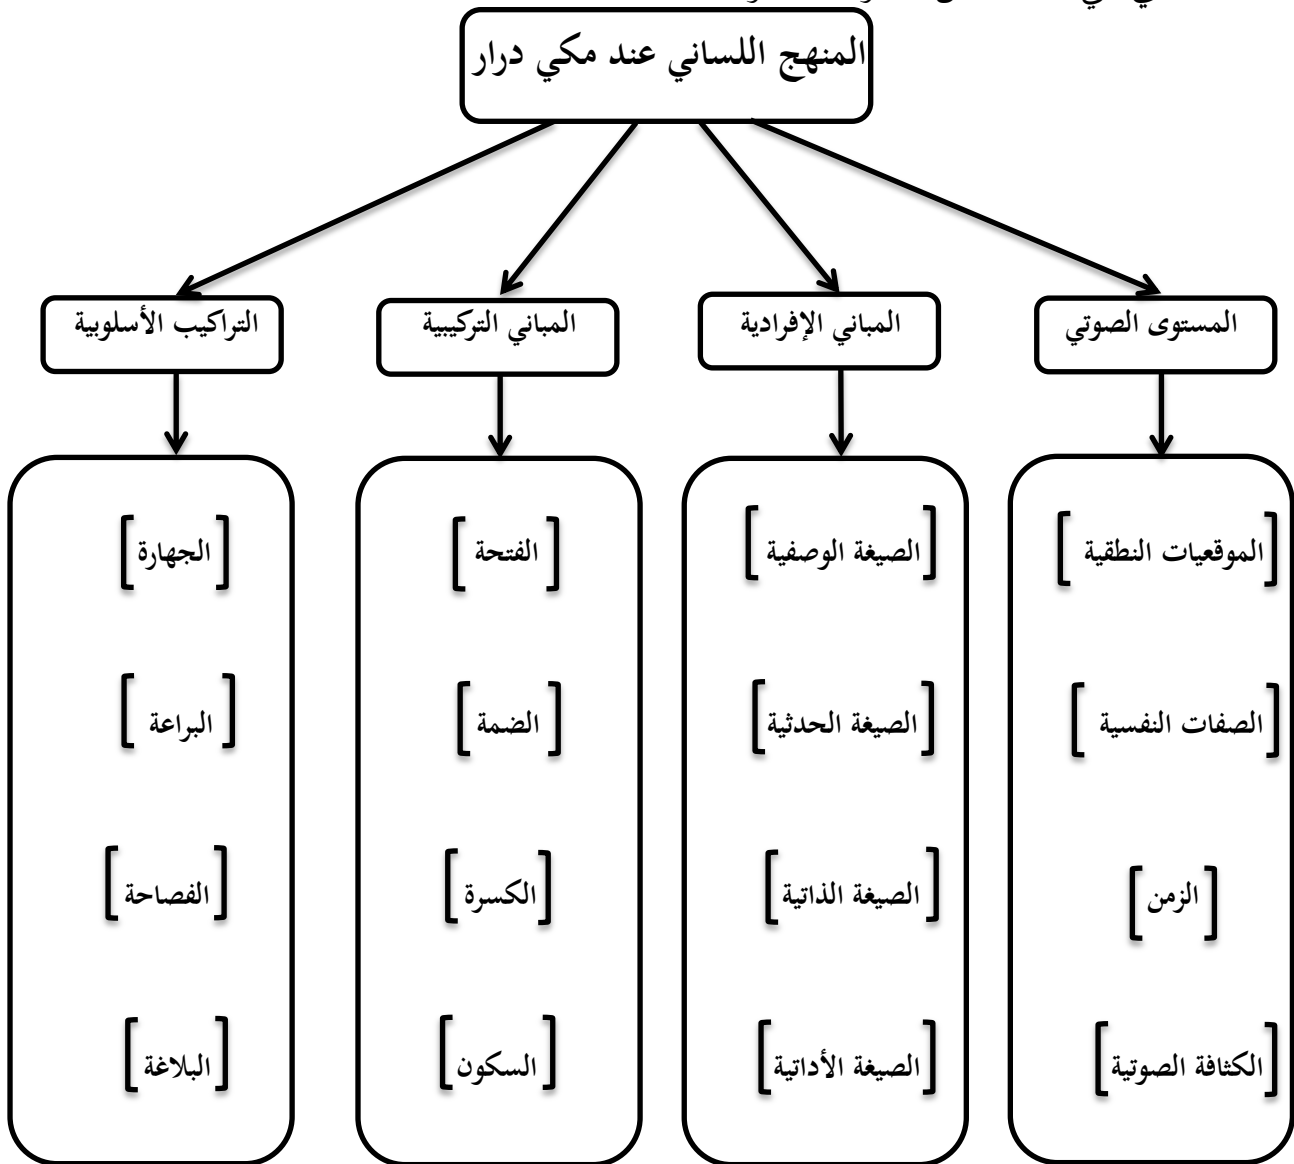 المنهج اللساني عند مكي درار
المستوى الصوتي
المباني الإفرادية
المباني التركيبية
التراكيب الأسلوبية
[الموقعيات النطقية]
[الصيغة الوصفية]
[الفتحة]
[الجهارة]
[الصفات النفسية]
[الصيغة الحدثية]
[الضمة]
[البراعة]
[الزمن]
[الصيغة الذاتية]
[الكسرة]
[الفصاحة]
[الكثافة الصوتية]
[الصيغة الأداتية]
[السكون]
[البلاغة]